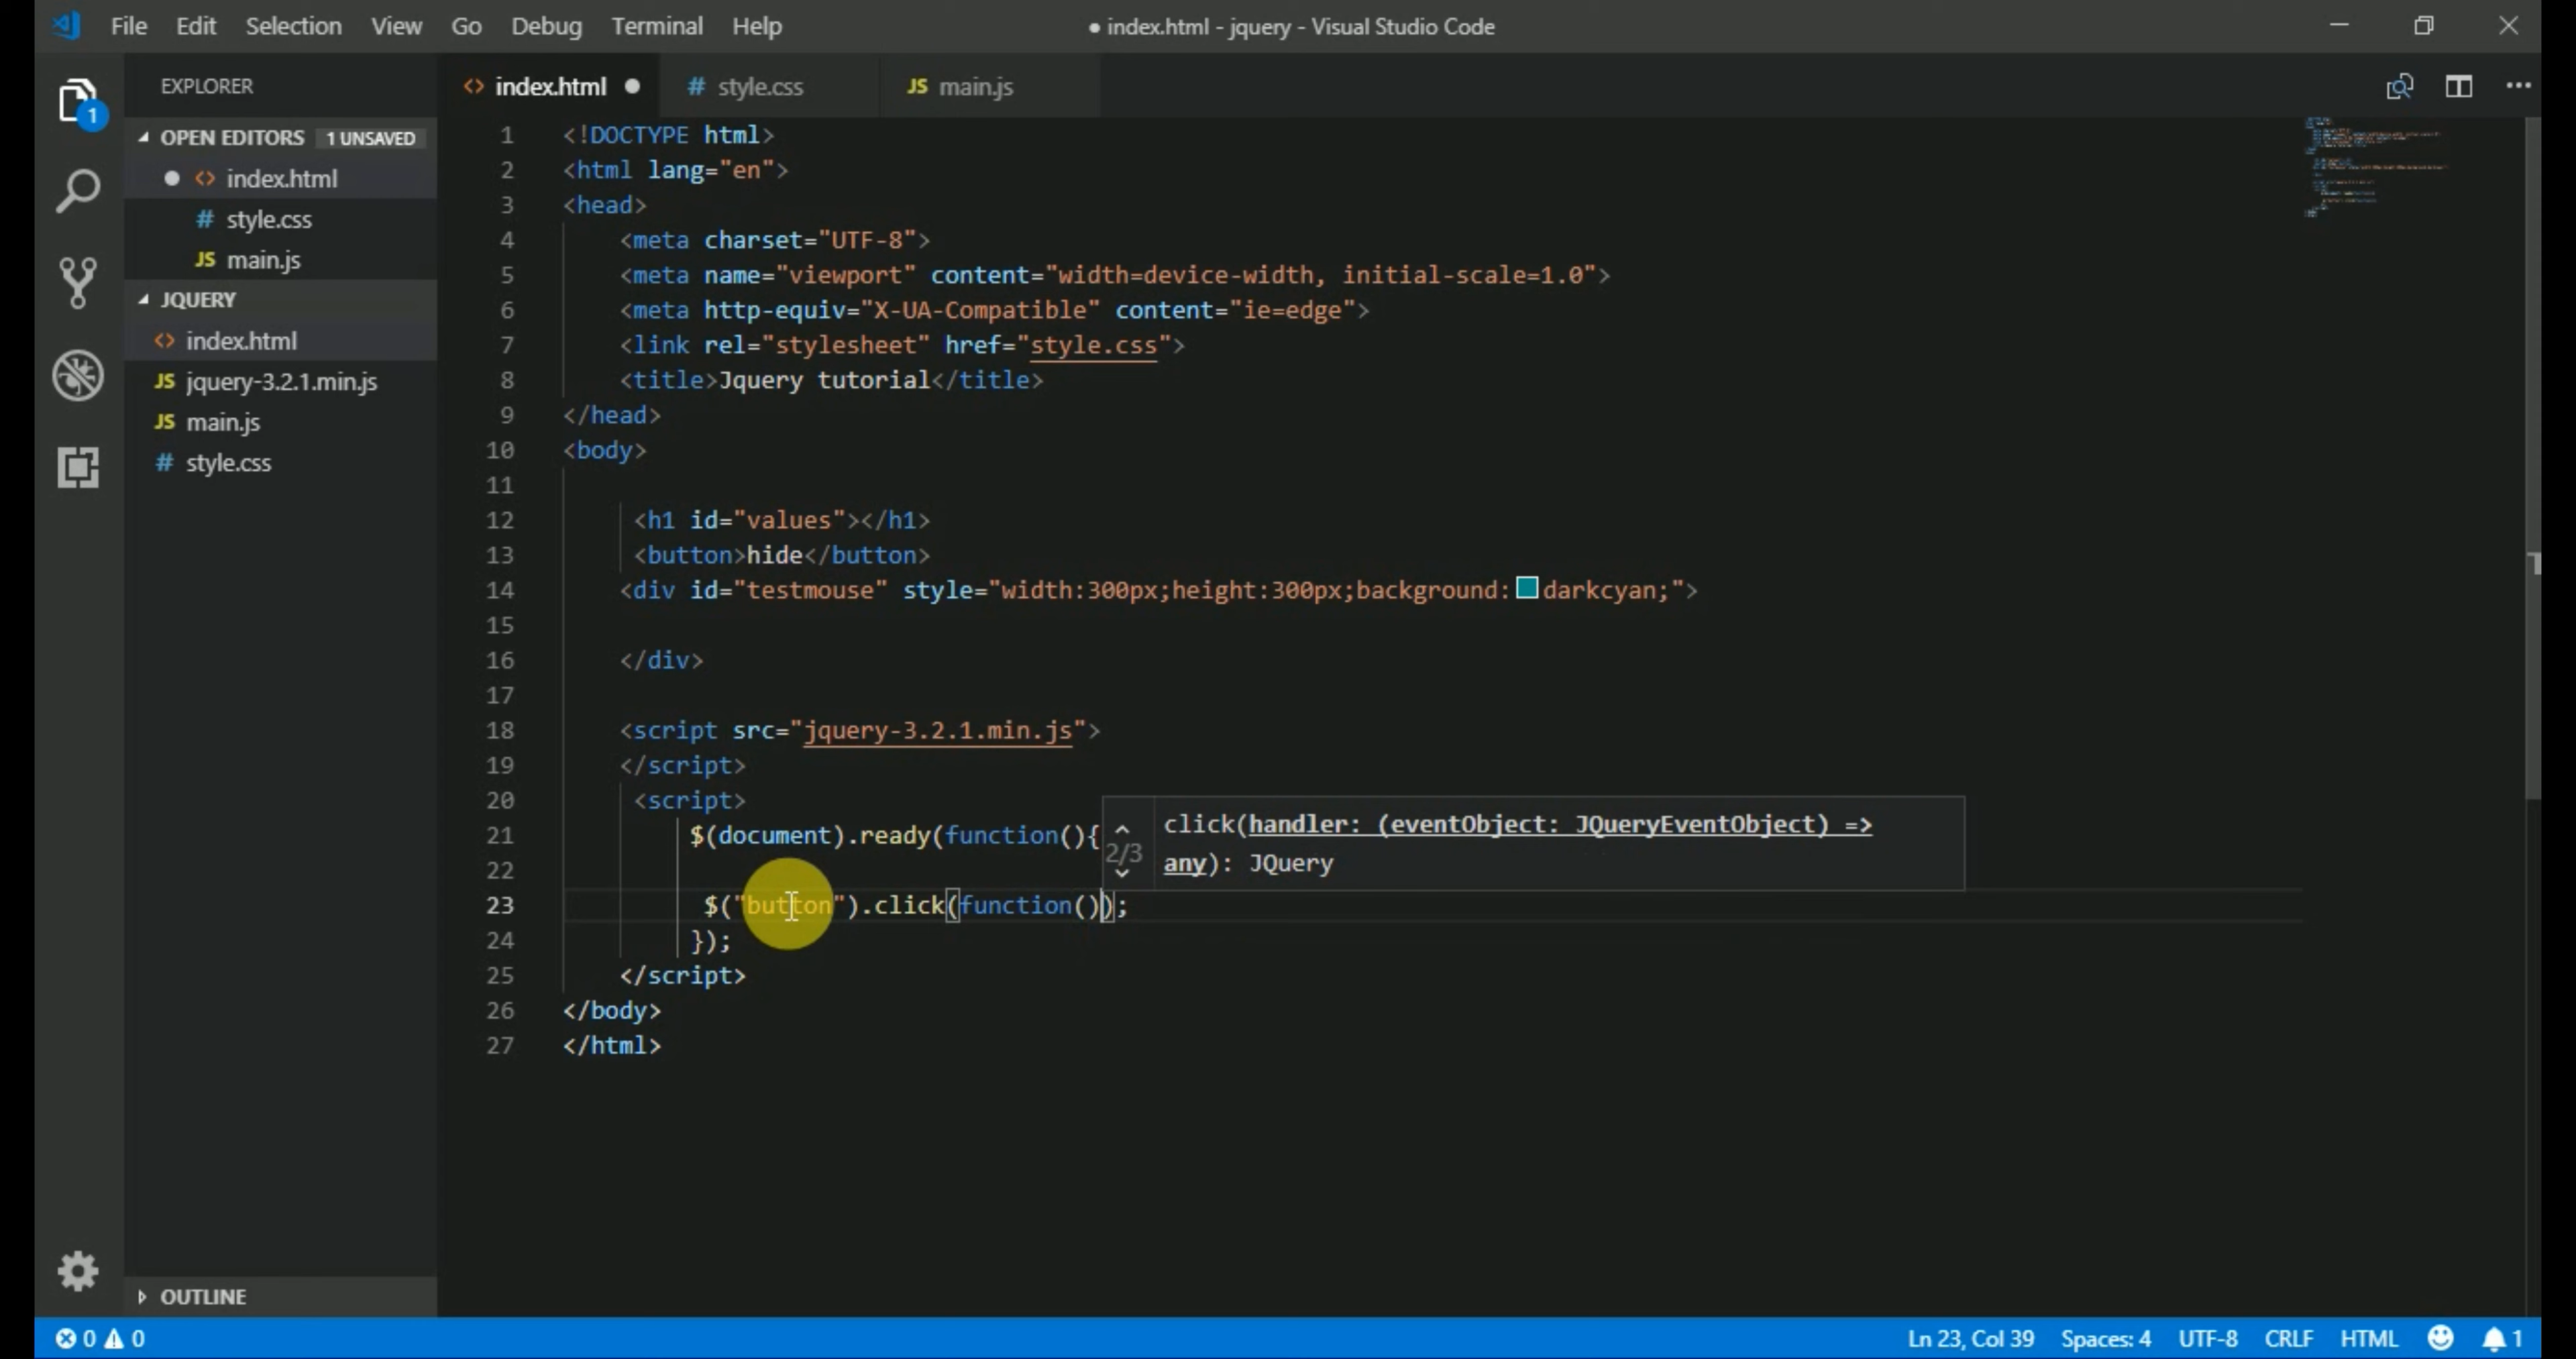 File Edit Selection View Go Debug Terminal Help
● index.html - jquery - Visual Studio Code
EXPLORER
OPEN EDITORS 1 UNSAVED
index.html
style.css
main.js
JQUERY
index.html
jquery-3.2.1.min.js
main.js
style.css
OUTLINE
index.html style.css main.js
1 <!DOCTYPE html>
2 <html lang="en">
3 <head>
4 <meta charset="UTF-8">
5 <meta name="viewport" content="width=device-width, initial-scale=1.0">
6 <meta http-equiv="X-UA-Compatible" content="ie=edge">
7 <link rel="stylesheet" href="style.css">
8 <title>Jquery tutorial</title>
9 </head>
10 <body>
11
12 <h1 id="values"></h1>
13 <button>hide</button>
14 <div id="testmouse" style="width:300px;height:300px;background:darkcyan;">
15
16 </div>
17
18 <script src="jquery-3.2.1.min.js">
19 </script>
20 <script>
21 $(document).ready(function(){
22
23 $("button").click(function());
24 });
25 </script>
26 </body>
27 </html>
2/3
click(handler: (eventObject: JQueryEventObject) =>
any): JQuery
1
0 0
Ln 23, Col 39 Spaces: 4 UTF-8 CRLF HTML 1